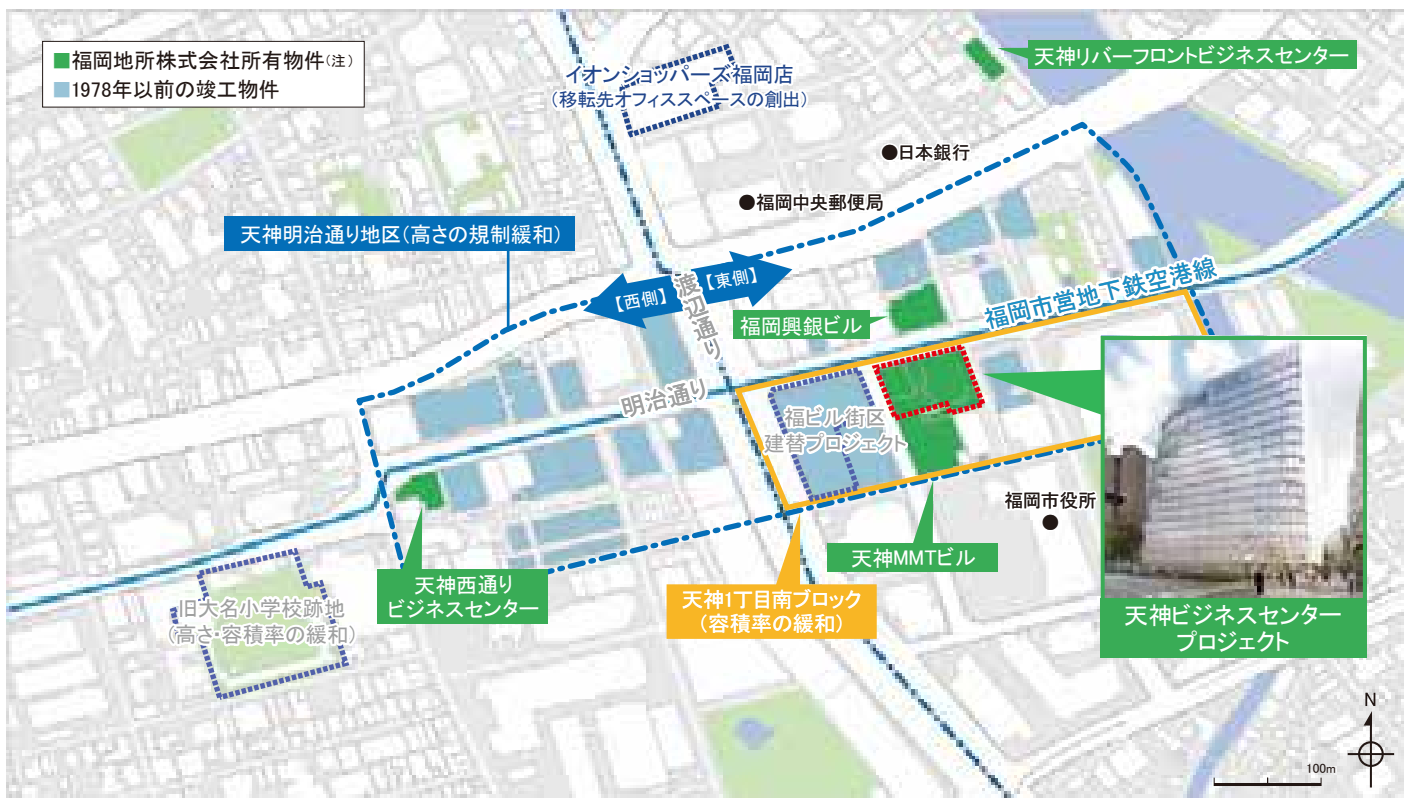 福岡地所株式会社所有物件(注)
1978年以前の竣工物件
イオンショッパーズ福岡店
(移転先オフィススペースの創出)
天神リバーフロントビジネスセンター
●日本銀行
●福岡中央郵便局
天神明治通り地区(高さの規制緩和)
【西側】
【東側】
渡辺通り
福岡市営地下鉄空港線
福岡興銀ビル
明治通り
福ビル街区
建替プロジェクト
福岡市役所
●
天神MMTビル
天神西通り
ビジネスセンター
天神1丁目南ブロック
(容積率の緩和)
旧大名小学校跡地
(高さ・容積率の緩和)
天神ビジネスセンター
プロジェクト
N
100m